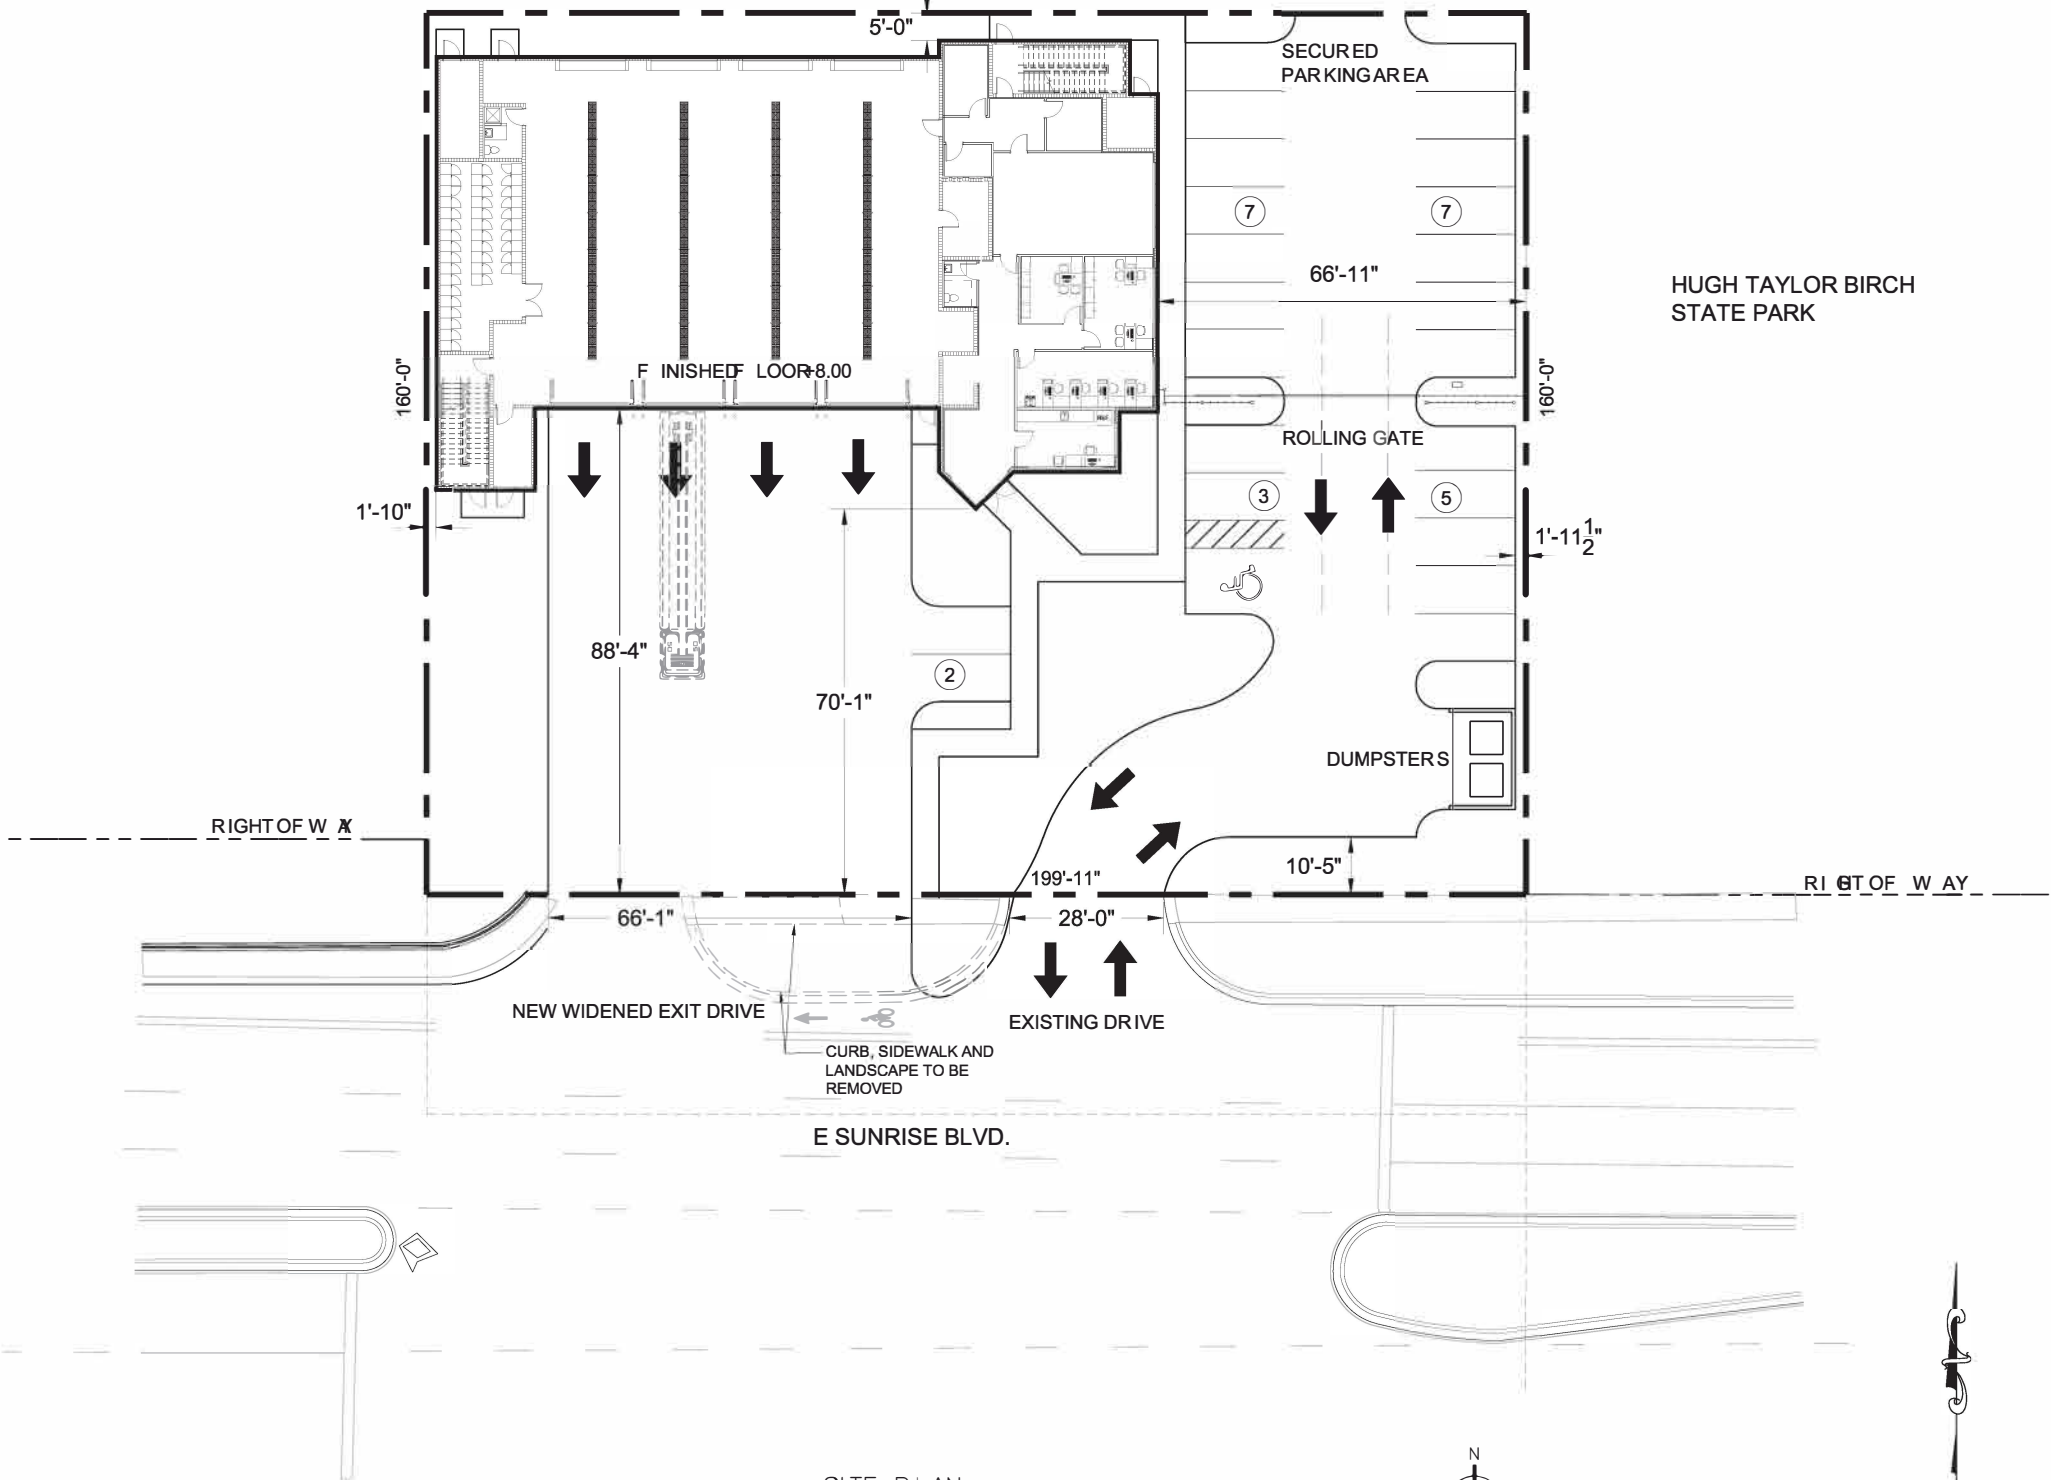 5'-0"
SECURED
PARKING AREA
7
7
66'-11"
HUGH TAYLOR BIRCH
STATE PARK
160'-0"
FINISHED FLOOR +8.00
160'-0"
ROLLING GATE
3
5
1'-10"
1'-11 1/2"
88'-4"
2
70'-1"
DUMPSTERS
RIGHT OF WAY
10'-5"
199'-11"
RIGHT OF WAY
66'-1"
28'-0"
NEW WIDENED EXIT DRIVE
EXISTING DRIVE
CURB, SIDEWALK AND
LANDSCAPE TO BE
REMOVED
E SUNRISE BLVD.
N
SITE PLAN